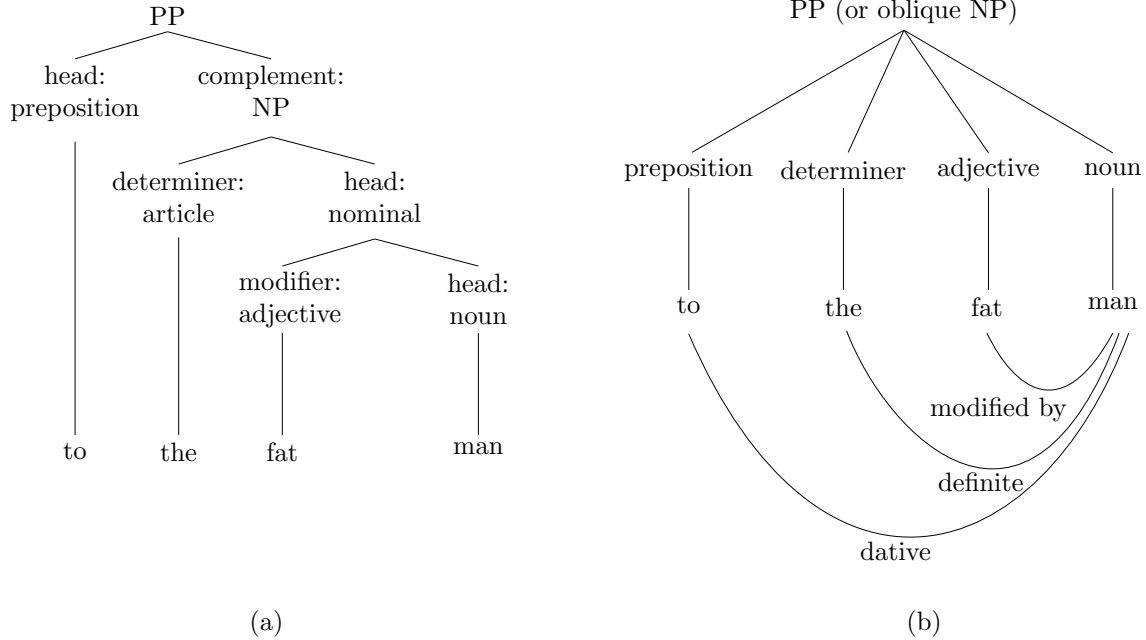 PP
head:
preposition
complement:
NP
determiner:
article
head:
nominal
modifier:
adjective
head:
noun
to
the
fat
man
(a)
PP (or oblique NP)
preposition
determiner
adjective
noun
to
the
fat
man
modified by
definite
dative
(b)